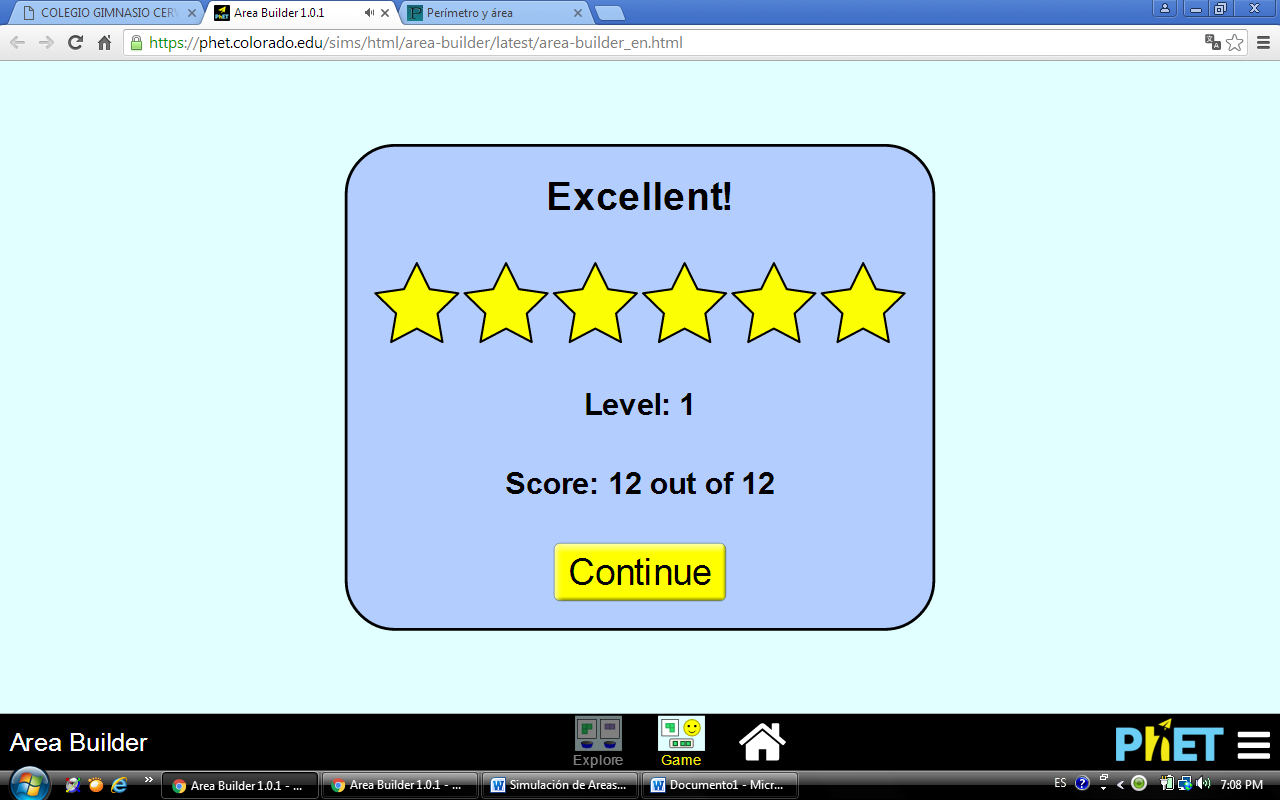 COLEGIO GIMNASIO CERV
Area Builder 1.0.1
Perímetro y área
https://phet.colorado.edu/sims/html/area-builder/latest/area-builder_en.html
Excellent!
Level: 1
Score: 12 out of 12
Continue
Area Builder
Explore
Game
PhET
Area Builder 1.0.1 - ...
Area Builder 1.0.1 - ...
Simulación de Areas...
Documento1 - Micr...
ES
7:08 PM